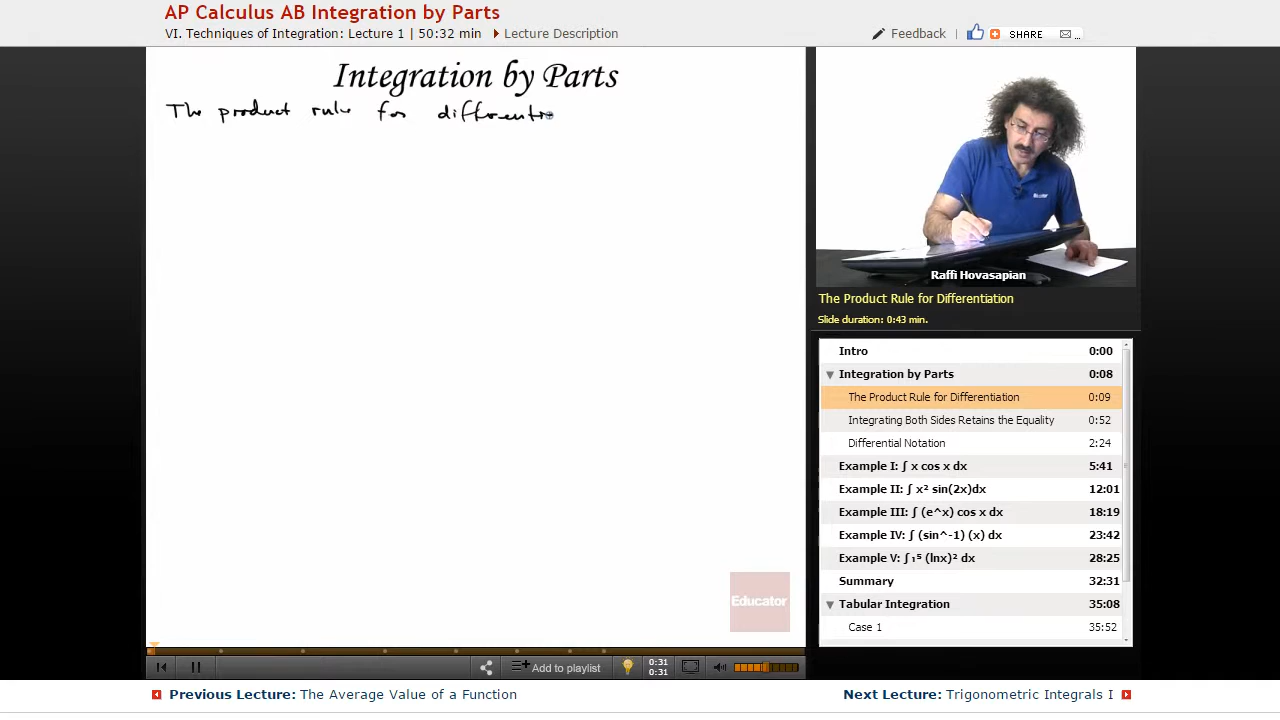 AP Calculus AB Integration by Parts
VI. Techniques of Integration: Lecture 1 | 50:32 min Lecture Description
Feedback | SHARE ...
Integration by Parts
The product rule for differentia
Educator
Raffi Hovasapian
The Product Rule for Differentiation
Slide duration: 0:43 min.
Intro 0:00
Integration by Parts 0:08
The Product Rule for Differentiation 0:09
Integrating Both Sides Retains the Equality 0:52
Differential Notation 2:24
Example I: ∫ x cos x dx 5:41
Example II: ∫ x² sin(2x)dx 12:01
Example III: ∫ (e^x) cos x dx 18:19
Example IV: ∫ (sin^-1) (x) dx 23:42
Example V: ∫₁⁵ (lnx)² dx 28:25
Summary 32:31
Tabular Integration 35:08
Case 1 35:52
Add to playlist 0:31
0:31
Previous Lecture: The Average Value of a Function
Next Lecture: Trigonometric Integrals I